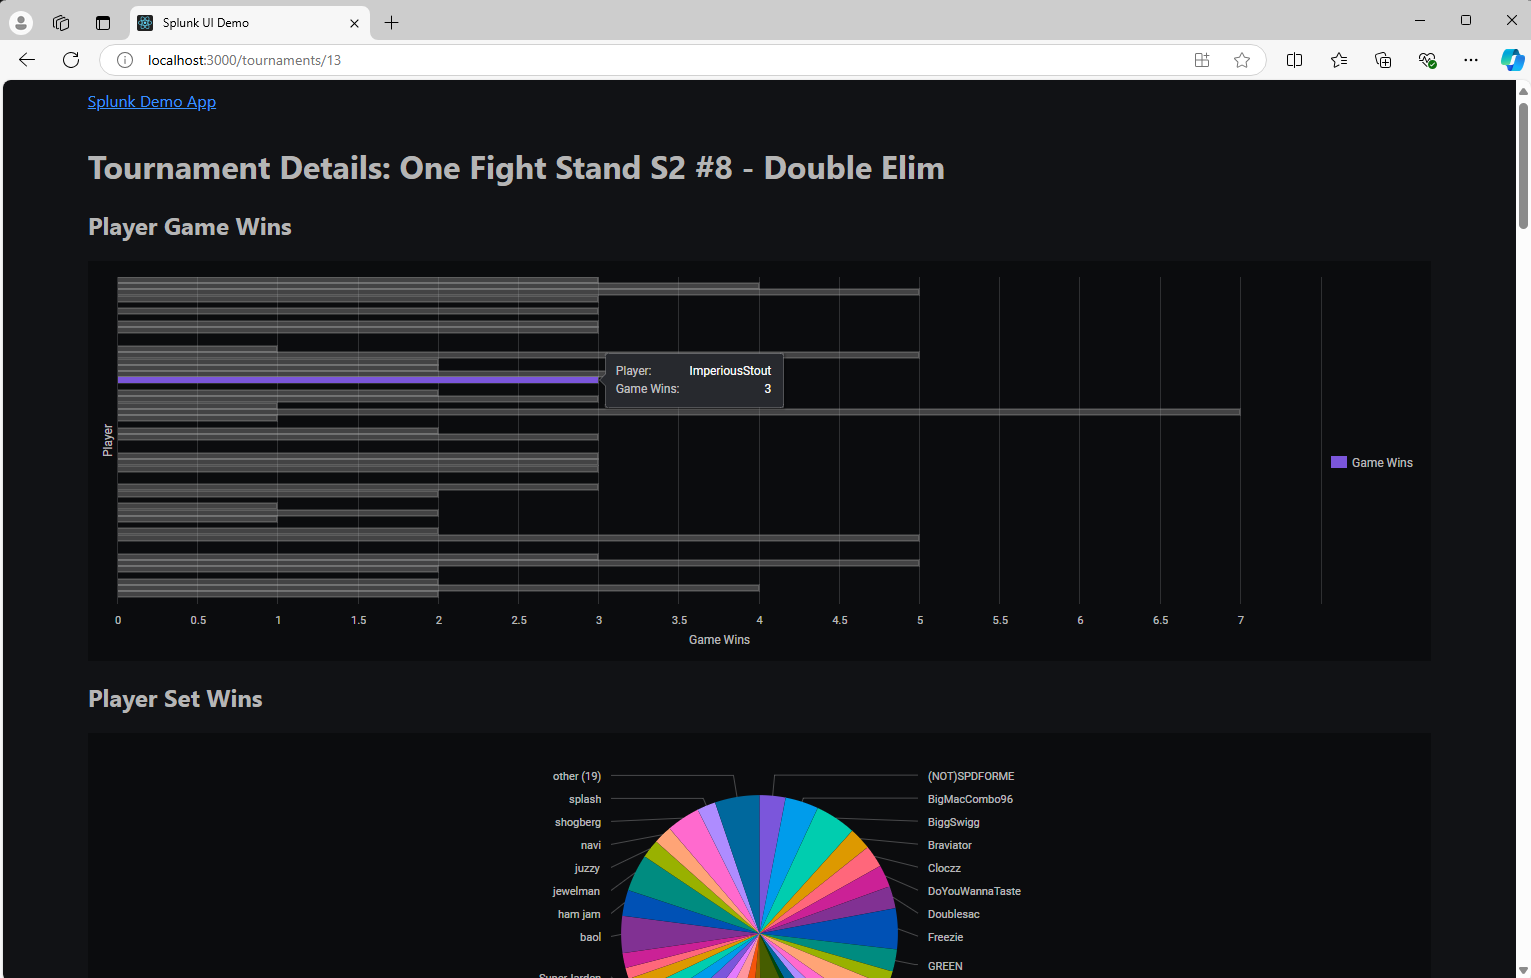 Splunk UI Demo
localhost:3000/tournaments/13
Splunk Demo App
Tournament Details: One Fight Stand S2 #8 - Double Elim
Player Game Wins
Player: ImperiousStout
Game Wins: 3
Player
Game Wins
0 0.5 1 1.5 2 2.5 3 3.5 4 4.5 5 5.5 6 6.5 7
Game Wins
Player Set Wins
other (19)
(NOT)SPDFORME
splash
BigMacCombo96
shogberg
BiggSwigg
navi
Braviator
juzzy
Cloczz
jewelman
DoYouWannaTaste
ham jam
Doublesac
baol
Freezie
GREEN